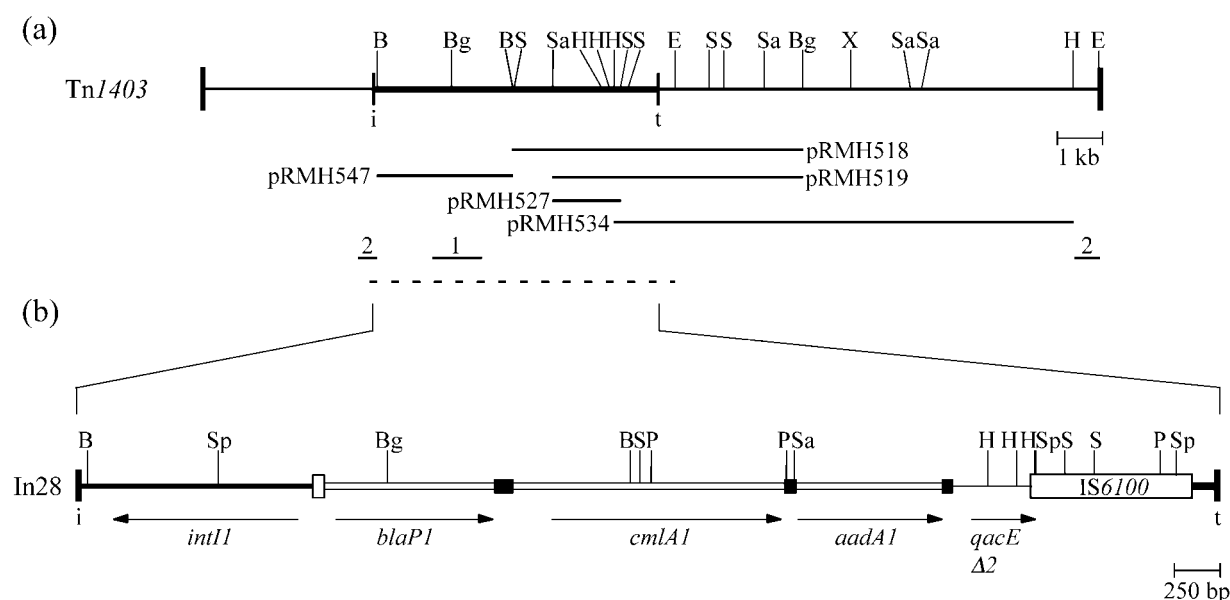 (a)
B Bg BS SaHHHSS E SS Sa Bg X SaSa H E
Tn1403
i t
1 kb
pRMH518
pRMH547 pRMH519
pRMH527
pRMH534
2 1 2
(b)
B Sp Bg BSP PSa H HHSpS S P Sp
In28 IS6100
i t
intI1 blaP1 cmlA1 aadA1 qacE
Δ2
250 bp